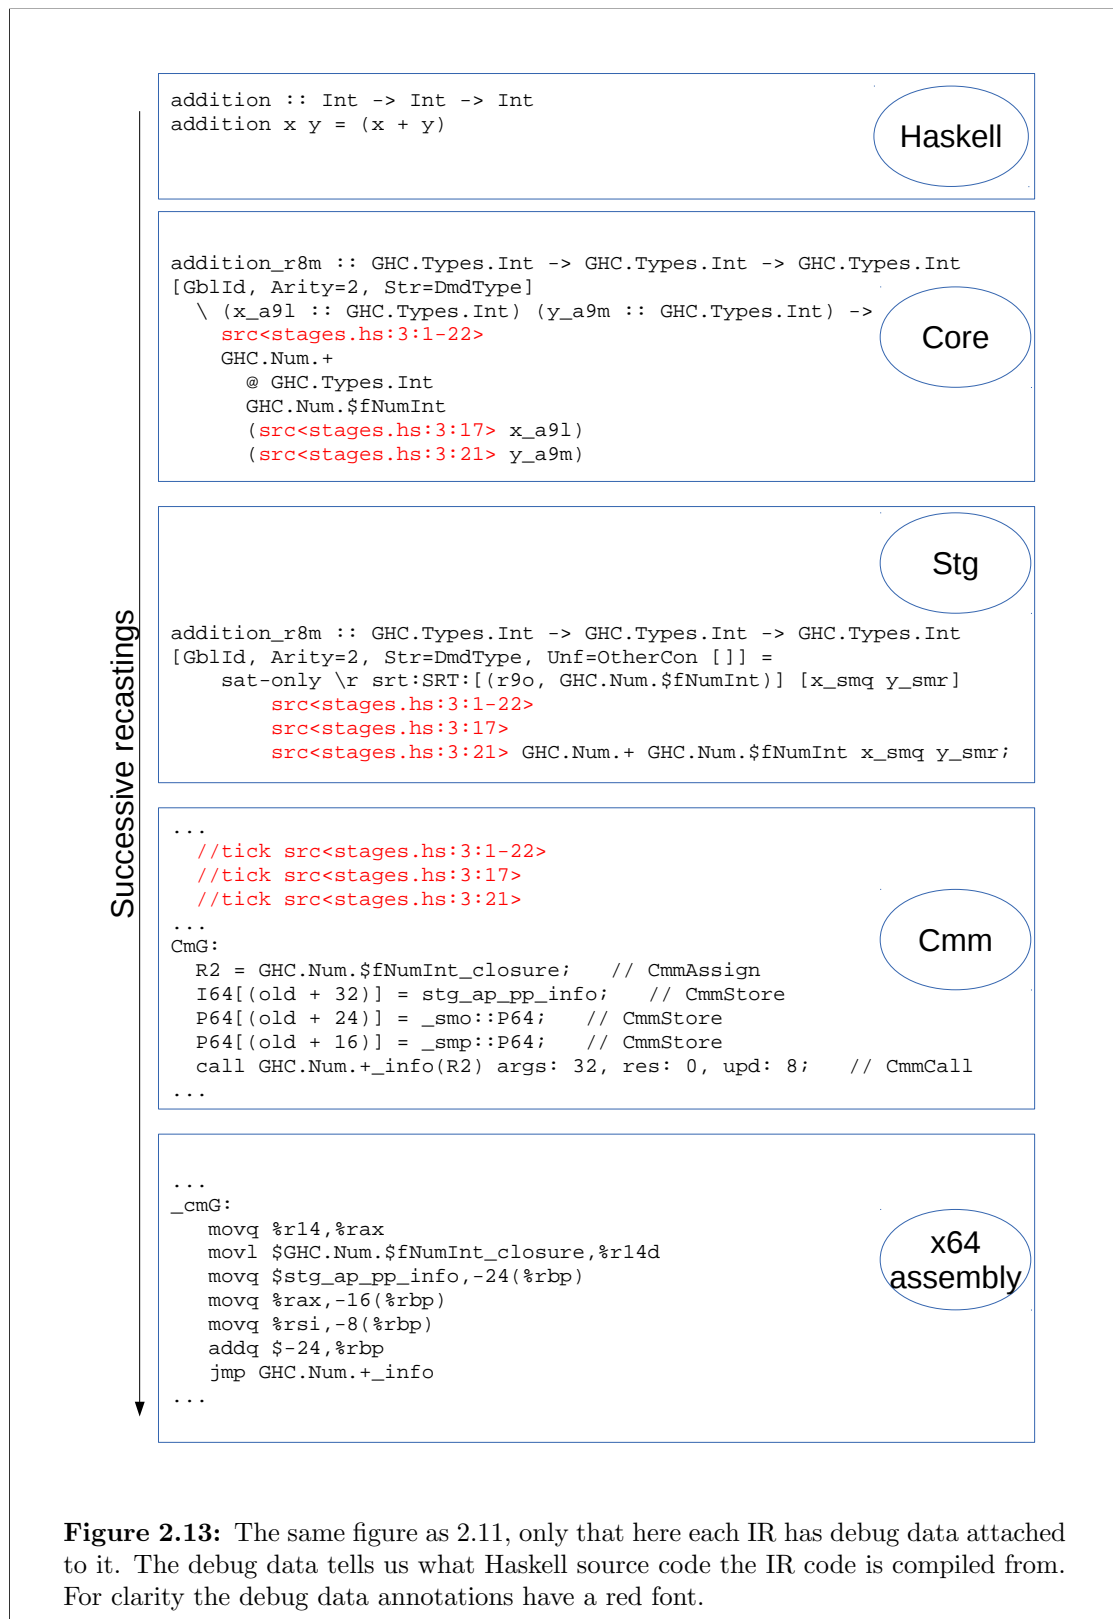 addition :: Int -> Int -> Int
addition x y = (x + y)
Haskell
addition_r8m :: GHC.Types.Int -> GHC.Types.Int -> GHC.Types.Int
[GblId, Arity=2, Str=DmdType]
  \ (x_a9l :: GHC.Types.Int) (y_a9m :: GHC.Types.Int) ->
    src<stages.hs:3:1-22>
    GHC.Num.+
      @ GHC.Types.Int
      GHC.Num.$fNumInt
      (src<stages.hs:3:17> x_a9l)
      (src<stages.hs:3:21> y_a9m)
Core
Stg
addition_r8m :: GHC.Types.Int -> GHC.Types.Int -> GHC.Types.Int
[GblId, Arity=2, Str=DmdType, Unf=OtherCon []] =
    sat-only \r srt:SRT:[(r9o, GHC.Num.$fNumInt)] [x_smq y_smr]
        src<stages.hs:3:1-22>
        src<stages.hs:3:17>
        src<stages.hs:3:21> GHC.Num.+ GHC.Num.$fNumInt x_smq y_smr;
Successive recastings
...
  //tick src<stages.hs:3:1-22>
  //tick src<stages.hs:3:17>
  //tick src<stages.hs:3:21>
...
CmG:
  R2 = GHC.Num.$fNumInt_closure;   // CmmAssign
  I64[(old + 32)] = stg_ap_pp_info;   // CmmStore
  P64[(old + 24)] = _smo::P64;   // CmmStore
  P64[(old + 16)] = _smp::P64;   // CmmStore
  call GHC.Num.+_info(R2) args: 32, res: 0, upd: 8;   // CmmCall
...
Cmm
...
_cmG:
   movq %r14,%rax
   movl $GHC.Num.$fNumInt_closure,%r14d
   movq $stg_ap_pp_info,-24(%rbp)
   movq %rax,-16(%rbp)
   movq %rsi,-8(%rbp)
   addq $-24,%rbp
   jmp GHC.Num.+_info
...
x64
assembly
Figure 2.13: The same figure as 2.11, only that here each IR has debug data attached
to it. The debug data tells us what Haskell source code the IR code is compiled from.
For clarity the debug data annotations have a red font.